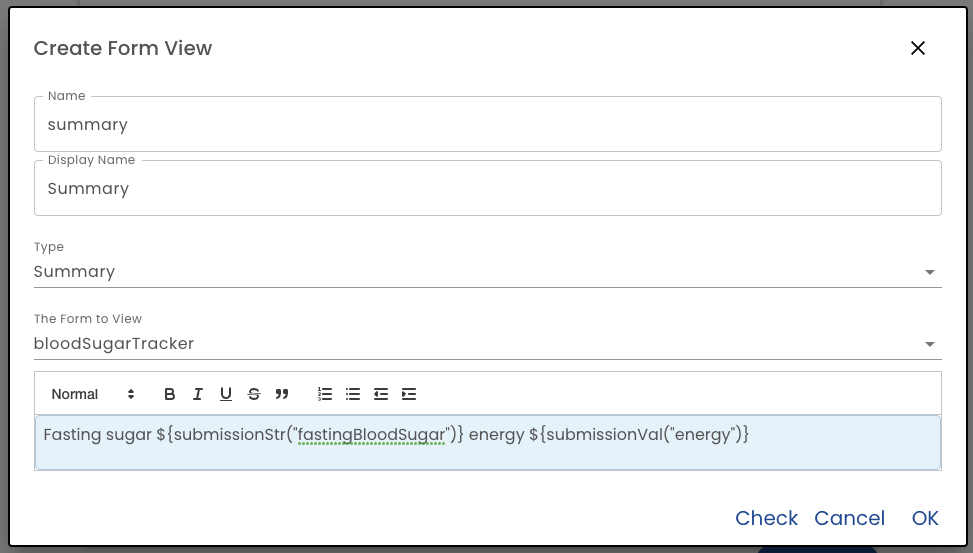 Create Form View
Name
summary
Display Name
Summary
Type
Summary
The Form to View
bloodSugarTracker
Normal B I U S
Fasting sugar ${submissionStr("fastingBloodSugar")} energy ${submissionVal("energy")}
Check Cancel OK